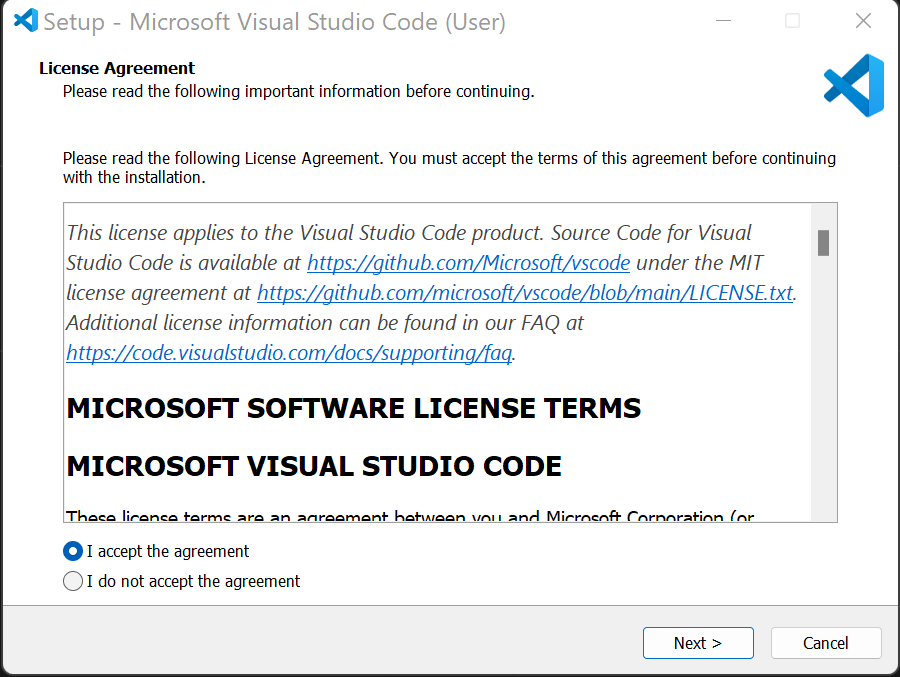 Setup - Microsoft Visual Studio Code (User)
License Agreement
Please read the following important information before continuing.
Please read the following License Agreement. You must accept the terms of this agreement before continuing
with the installation.
This license applies to the Visual Studio Code product. Source Code for Visual
Studio Code is available at https://github.com/Microsoft/vscode under the MIT
license agreement at https://github.com/microsoft/vscode/blob/main/LICENSE.txt.
Additional license information can be found in our FAQ at
https://code.visualstudio.com/docs/supporting/faq.
MICROSOFT SOFTWARE LICENSE TERMS
MICROSOFT VISUAL STUDIO CODE
These license terms are an agreement between you and Microsoft Corporation (or
I accept the agreement
I do not accept the agreement
Next >
Cancel